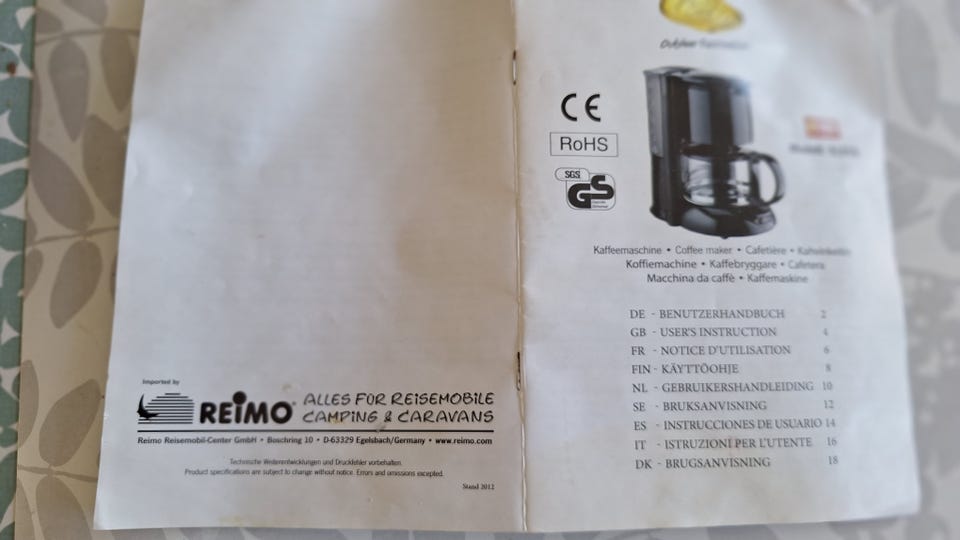 Imported by
REIMO®
ALLES FÜR REISEMOBILE
CAMPING & CARAVANS
Reimo Reisemobil-Center GmbH • Boschring 10 • D-63329 Egelsbach/Germany • www.reimo.com
Technische Weiterentwicklungen und Druckfehler vorbehalten.
Product specifications are subject to change without notice. Errors and omissions excepted.
Stand 2012
Outdoor
CE
RoHS
SGS
GS
Kaffeemaschine • Coffee maker • Cafetière •
Koffiemachine • Kaffebryggare • Cafetera
Macchina da caffè • Kaffemaskine
DE - BENUTZERHANDBUCH 2
GB - USER'S INSTRUCTION 4
FR - NOTICE D'UTILISATION 6
FIN - KÄYTTÖOHJE 8
NL - GEBRUIKERSHANDLEIDING 10
SE - BRUKSANVISNING 12
ES - INSTRUCCIONES DE USUARIO 14
IT - ISTRUZIONI PER L'UTENTE 16
DK - BRUGSANVISNING 18